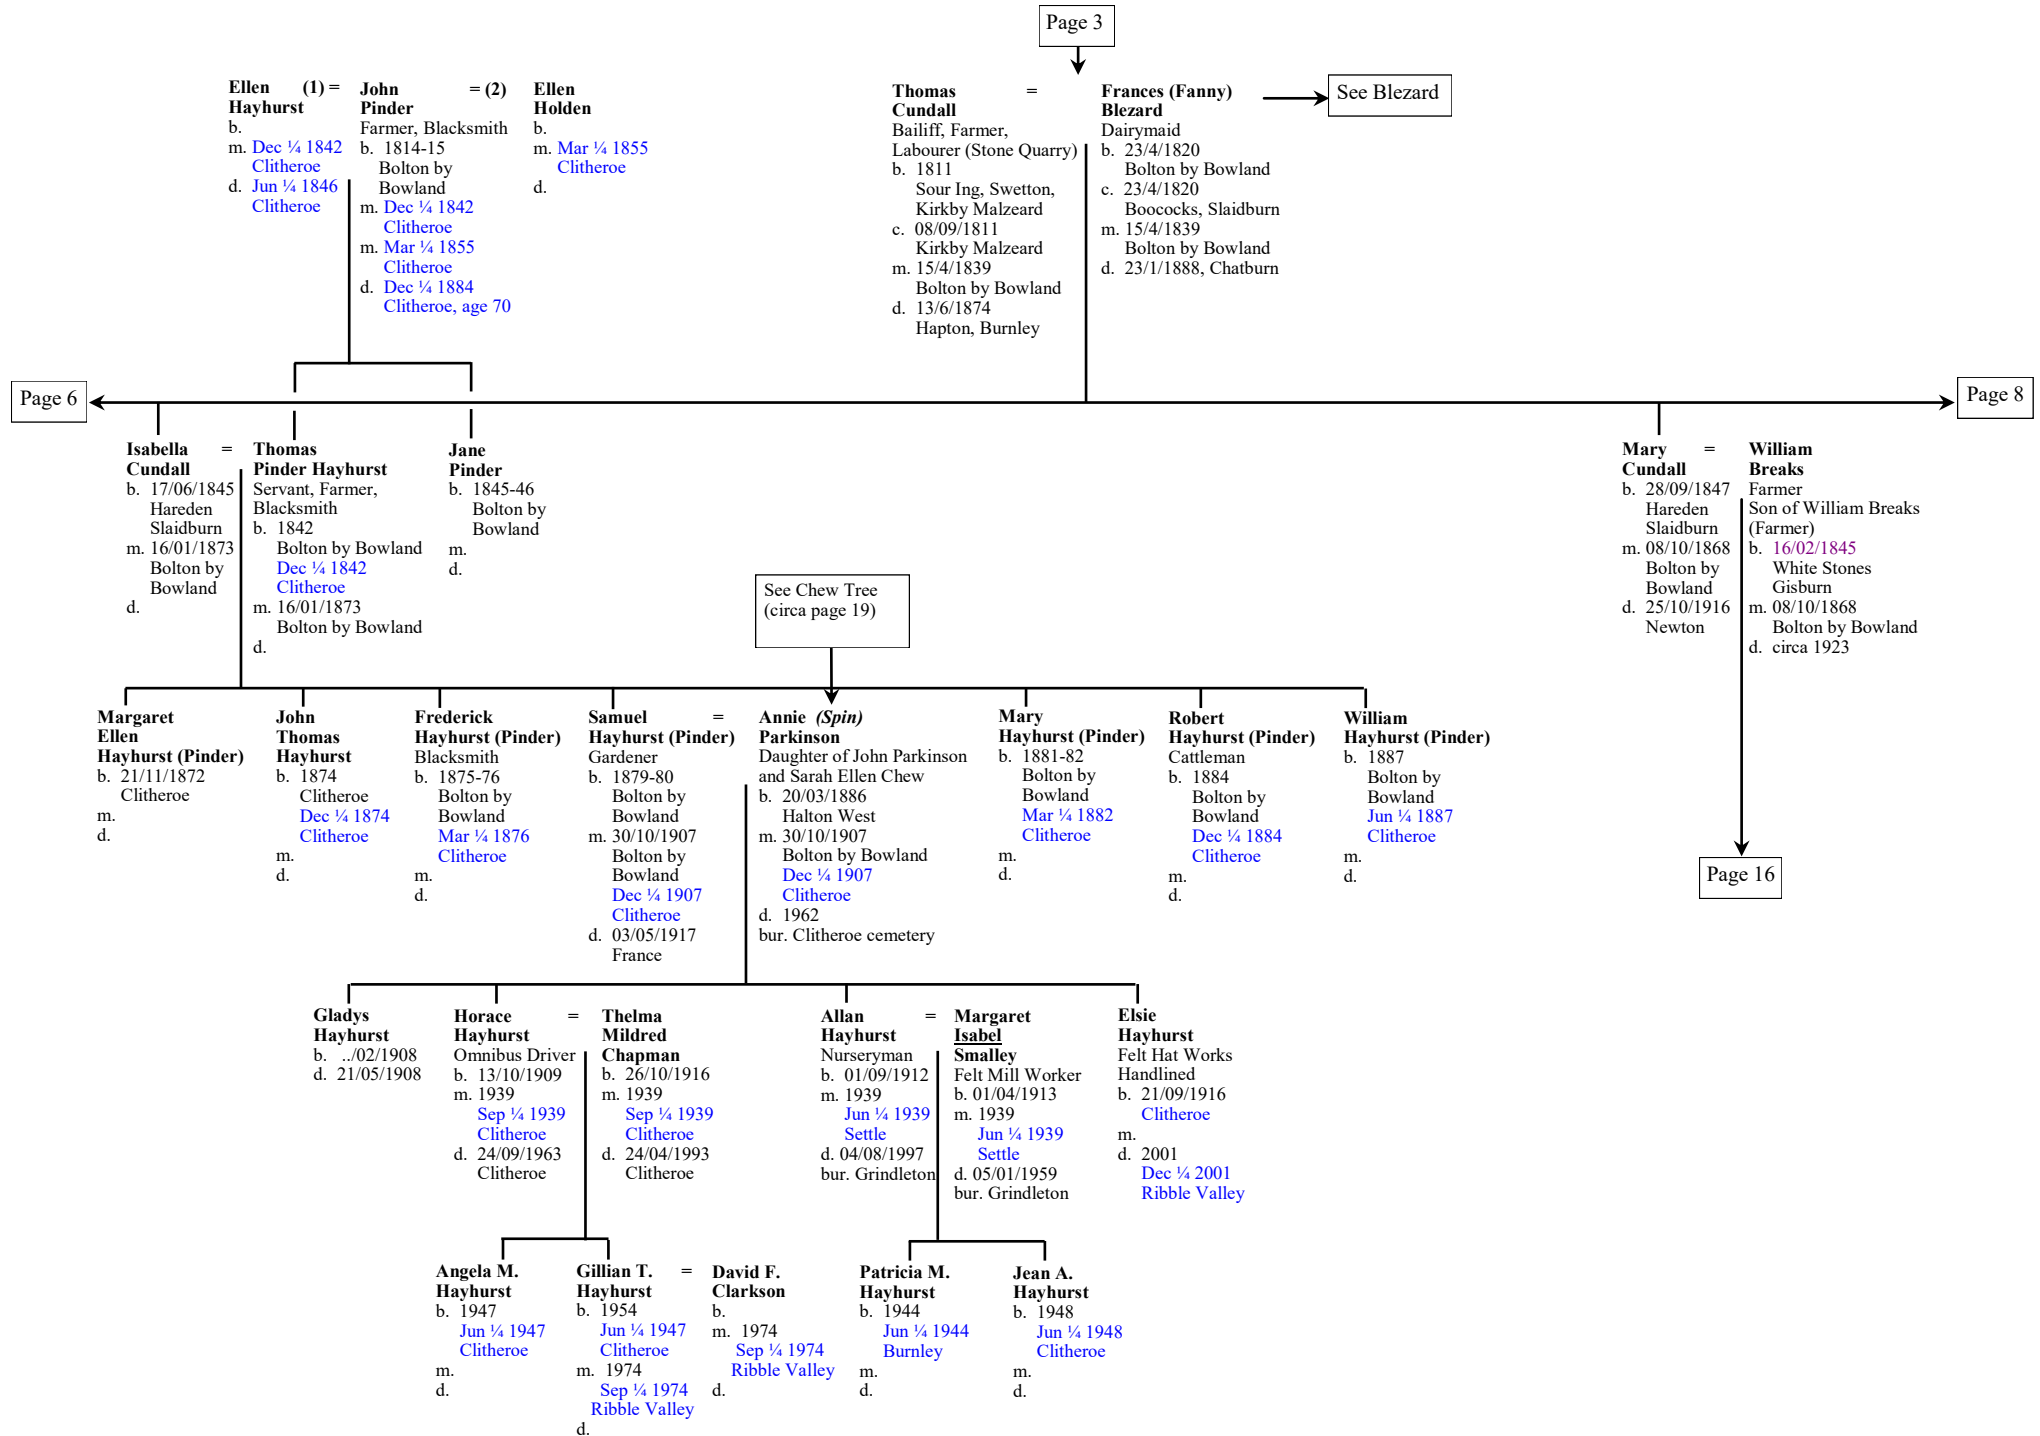 Page 3
Ellen (1) =
Hayhurst
b.
m. Dec ¼ 1842
Clitheroe
d. Jun ¼ 1846
Clitheroe
John = (2)
Pinder
Farmer, Blacksmith
b. 1814-15
Bolton by
Bowland
m. Dec ¼ 1842
Clitheroe
m. Mar ¼ 1855
Clitheroe
d. Dec ¼ 1884
Clitheroe, age 70
Ellen
Holden
b.
m. Mar ¼ 1855
Clitheroe
d.
Thomas =
Cundall
Bailiff, Farmer,
Labourer (Stone Quarry)
b. 1811
Sour Ing, Swetton,
Kirkby Malzeard
c. 08/09/1811
Kirkby Malzeard
m. 15/4/1839
Bolton by Bowland
d. 13/6/1874
Hapton, Burnley
Frances (Fanny)
Blezard
Dairymaid
b. 23/4/1820
Bolton by Bowland
c. 23/4/1820
Boococks, Slaidburn
m. 15/4/1839
Bolton by Bowland
d. 23/1/1888, Chatburn
See Blezard
Page 6
Page 8
Isabella =
Cundall
b. 17/06/1845
Hareden
Slaidburn
m. 16/01/1873
Bolton by
Bowland
d.
Thomas
Pinder Hayhurst
Servant, Farmer,
Blacksmith
b. 1842
Bolton by Bowland
Dec ¼ 1842
Clitheroe
m. 16/01/1873
Bolton by Bowland
d.
Jane
Pinder
b. 1845-46
Bolton by
Bowland
m.
d.
See Chew Tree
(circa page 19)
Mary =
Cundall
b. 28/09/1847
Hareden
Slaidburn
m. 08/10/1868
Bolton by
Bowland
d. 25/10/1916
Newton
William
Breaks
Farmer
Son of William Breaks
(Farmer)
b. 16/02/1845
White Stones
Gisburn
m. 08/10/1868
Bolton by Bowland
d. circa 1923
Page 16
Margaret
Ellen
Hayhurst (Pinder)
b. 21/11/1872
Clitheroe
m.
d.
John
Thomas
Hayhurst
b. 1874
Clitheroe
Dec ¼ 1874
Clitheroe
m.
d.
Frederick
Hayhurst (Pinder)
Blacksmith
b. 1875-76
Bolton by
Bowland
Mar ¼ 1876
Clitheroe
m.
d.
Samuel =
Hayhurst (Pinder)
Gardener
b. 1879-80
Bolton by
Bowland
m. 30/10/1907
Bolton by
Bowland
Dec ¼ 1907
Clitheroe
d. 03/05/1917
France
Annie (Spin)
Parkinson
Daughter of John Parkinson
and Sarah Ellen Chew
b. 20/03/1886
Halton West
m. 30/10/1907
Bolton by Bowland
Dec ¼ 1907
Clitheroe
d. 1962
bur. Clitheroe cemetery
Mary
Hayhurst (Pinder)
b. 1881-82
Bolton by
Bowland
Mar ¼ 1882
Clitheroe
m.
d.
Robert
Hayhurst (Pinder)
Cattleman
b. 1884
Bolton by
Bowland
Dec ¼ 1884
Clitheroe
m.
d.
William
Hayhurst (Pinder)
b. 1887
Bolton by
Bowland
Jun ¼ 1887
Clitheroe
m.
d.
Gladys
Hayhurst
b. ../02/1908
d. 21/05/1908
Horace =
Hayhurst
Omnibus Driver
b. 13/10/1909
m. 1939
Sep ¼ 1939
Clitheroe
d. 24/09/1963
Clitheroe
Thelma
Mildred
Chapman
b. 26/10/1916
m. 1939
Sep ¼ 1939
Clitheroe
d. 24/04/1993
Clitheroe
Allan =
Hayhurst
Nurseryman
b. 01/09/1912
m. 1939
Jun ¼ 1939
Settle
d. 04/08/1997
bur. Grindleton
Margaret
Isabel
Smalley
Felt Mill Worker
b. 01/04/1913
m. 1939
Jun ¼ 1939
Settle
d. 05/01/1959
bur. Grindleton
Elsie
Hayhurst
Felt Hat Works
Handlined
b. 21/09/1916
Clitheroe
m.
d. 2001
Dec ¼ 2001
Ribble Valley
Angela M.
Hayhurst
b. 1947
Jun ¼ 1947
Clitheroe
m.
d.
Gillian T. =
Hayhurst
b. 1954
Jun ¼ 1947
Clitheroe
m. 1974
Sep ¼ 1974
Ribble Valley
d.
David F.
Clarkson
b.
m. 1974
Sep ¼ 1974
Ribble Valley
d.
Patricia M.
Hayhurst
b. 1944
Jun ¼ 1944
Burnley
m.
d.
Jean A.
Hayhurst
b. 1948
Jun ¼ 1948
Clitheroe
m.
d.